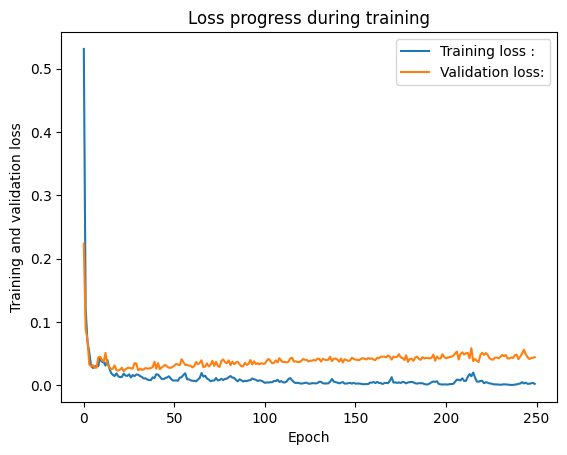 Loss progress during training
Training loss :
Validation loss:
Training and validation loss
0.5
0.4
0.3
0.2
0.1
0.0
0
50
100
150
200
250
Epoch